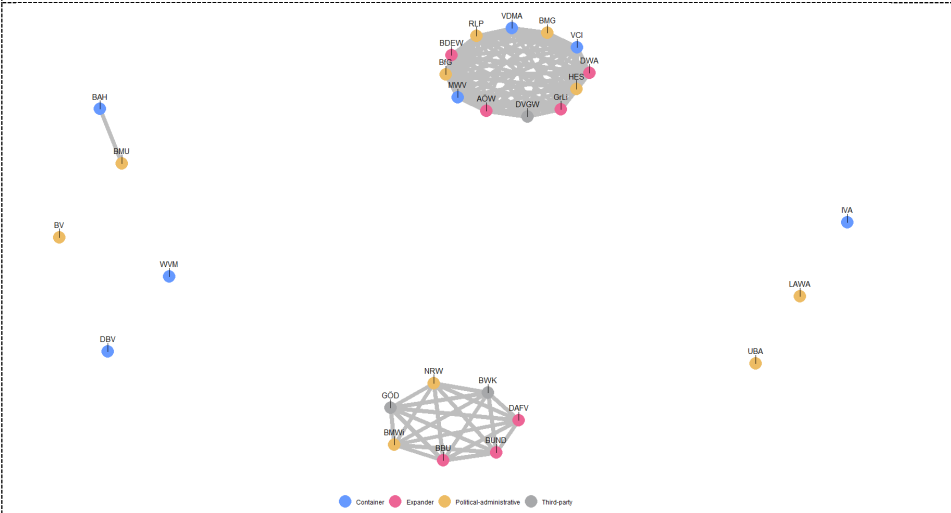 VDMA
BMG
RLP
VCI
BDEW
DWA
BfG
HES
MWV
AÖW
DVGW
GrLi
BAH
BMU
IVA
BV
WVM
LAWA
DBV
UBA
NRW
BWK
GÖD
DAFV
BMWi
BUND
BBU
Container Expander Political-administrative Third-party